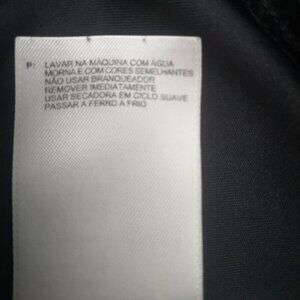 P: LAVAR NA MÁQUINA COM ÁGUA
MORNA E COM CORES SEMELHANTES
NÃO USAR BRANQUEADOR
REMOVER IMEDIATAMENTE
USAR SECADORA EM CICLO SUAVE
PASSAR A FERRO A FRIO